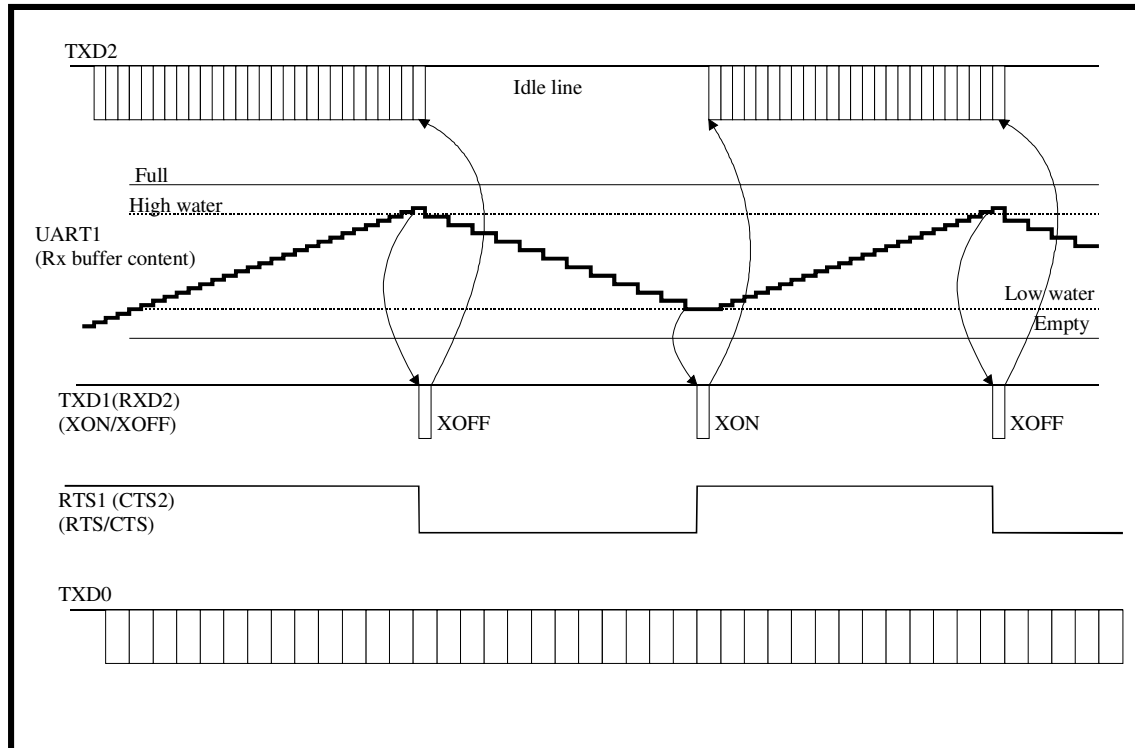 TXD2
Idle line
Full
High water
UART1
(Rx buffer content)
Low water
Empty
TXD1(RXD2)
(XON/XOFF)
XOFF
XON
XOFF
RTS1 (CTS2)
(RTS/CTS)
TXD0